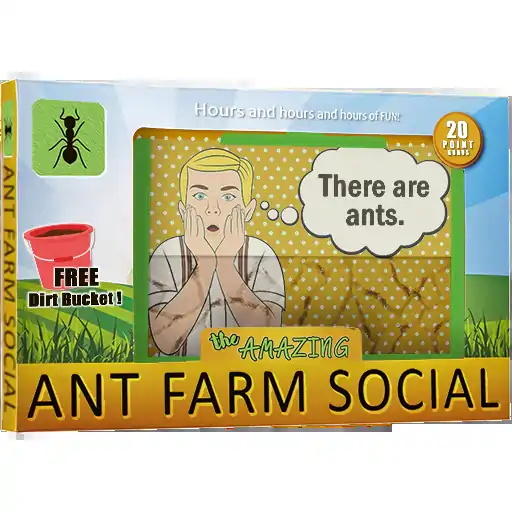 Hours and hours and hours of FUN!
20
POINT
BONUS
There are
ants.
FREE
Dirt Bucket !
the AMAZING
ANT FARM SOCIAL
ANT FARM SOCIAL